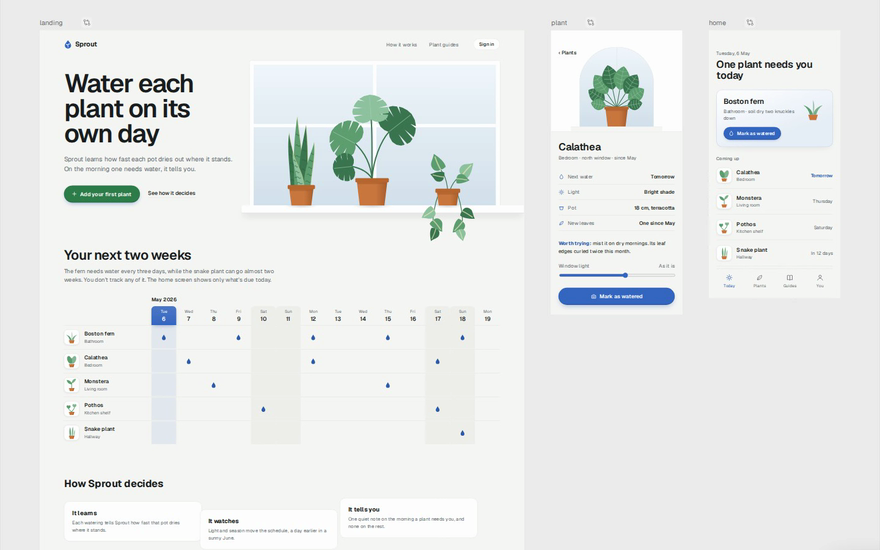 landing
Sprout
How it works
Plant guides
Sign in
Water each
plant on its
own day
Sprout learns how fast each pot dries out where it stands.
On the morning one needs water, it tells you.
+ Add your first plant
See how it decides
Your next two weeks
The fern needs water every three days, while the snake plant can go almost two
weeks. You don't track any of it. The home screen shows only what's due today.
May 2026
Tue Wed Thu Fri Sat Sun Mon Tue Wed Thu Fri Sat Sun Mon
6 7 8 9 10 11 12 13 14 15 16 17 18 19
Boston fern
Bathroom
Calathea
Bedroom
Monstera
Living room
Pothos
Kitchen shelf
Snake plant
Hallway
How Sprout decides
It learns
Each watering tells Sprout how fast that pot dries
where it stands.
It watches
Light and season move the schedule, a day earlier in a
sunny June.
It tells you
One quiet note on the morning a plant needs you, and
none on the rest.
plant
‹ Plants
Calathea
Bedroom · north window · since May
Next water Tomorrow
Light Bright shade
Pot 15 cm, terracotta
New leaves One since May
Worth trying: mist it on dry mornings. Its leaf
edges curled twice this month.
Window light As it is
Mark as watered
home
Tuesday, 6 May
One plant needs you
today
Boston fern
Bathroom · soil dry two knuckles
down
Mark as watered
Coming up
Calathea
Bedroom
Tomorrow
Monstera
Living room
Thursday
Pothos
Kitchen shelf
Saturday
Snake plant
Hallway
In 12 days
Today Plants Guides You